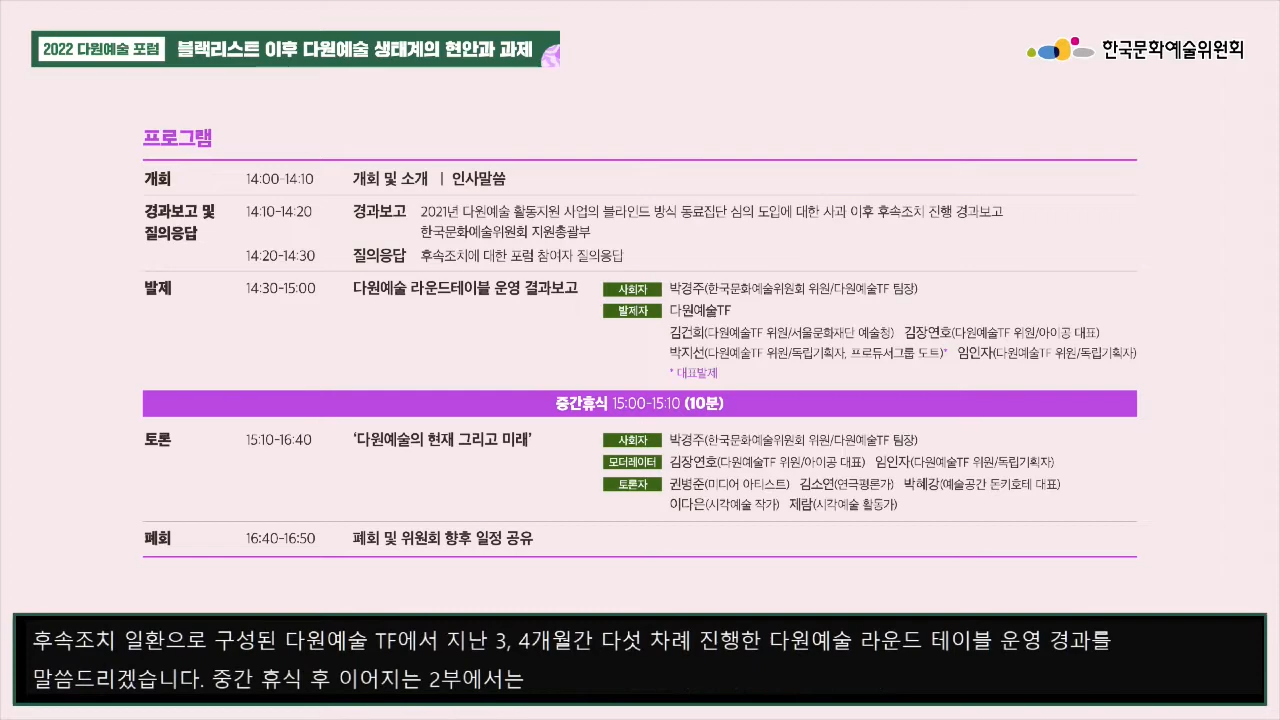 2022 다원예술 포럼 블랙리스트 이후 다원예술 생태계의 현안과 과제
한국문화예술위원회
프로그램
개회 14:00-14:10 개회 및 소개 | 인사말씀
경과보고 및 14:10-14:20 경과보고 2021년 다원예술 활동지원 사업의 블라인드 방식 동료집단 심의 도입에 대한 사과 이후 후속조치 진행 경과보고
질의응답 한국문화예술위원회 지원총괄부
14:20-14:30 질의응답 후속조치에 대한 포럼 참여자 질의응답
발제 14:30-15:00 다원예술 라운드테이블 운영 결과보고 사회자 박경주(한국문화예술위원회 위원/다원예술TF 팀장)
발제자 다원예술TF
김건희(다원예술TF 위원/서울문화재단 예술청) 김장연호(다원예술TF 위원/아이공 대표)
박지선(다원예술TF 위원/독립기획자, 프로듀서그룹 도트)* 임인자(다원예술TF 위원/독립기획자)
* 대표발제
중간휴식 15:00-15:10 (10분)
토론 15:10-16:40 ‘다원예술의 현재 그리고 미래’ 사회자 박경주(한국문화예술위원회 위원/다원예술TF 팀장)
모더레이터 김장연호(다원예술TF 위원/아이공 대표) 임인자(다원예술TF 위원/독립기획자)
토론자 권병준(미디어 아티스트) 김소연(연극평론가) 박혜강(예술공간 돈키호테 대표)
이다은(시각예술 작가) 제람(시각예술 활동가)
폐회 16:40-16:50 폐회 및 위원회 향후 일정 공유
후속조치 일환으로 구성된 다원예술 TF에서 지난 3, 4개월간 다섯 차례 진행한 다원예술 라운드 테이블 운영 경과를
말씀드리겠습니다. 중간 휴식 후 이어지는 2부에서는